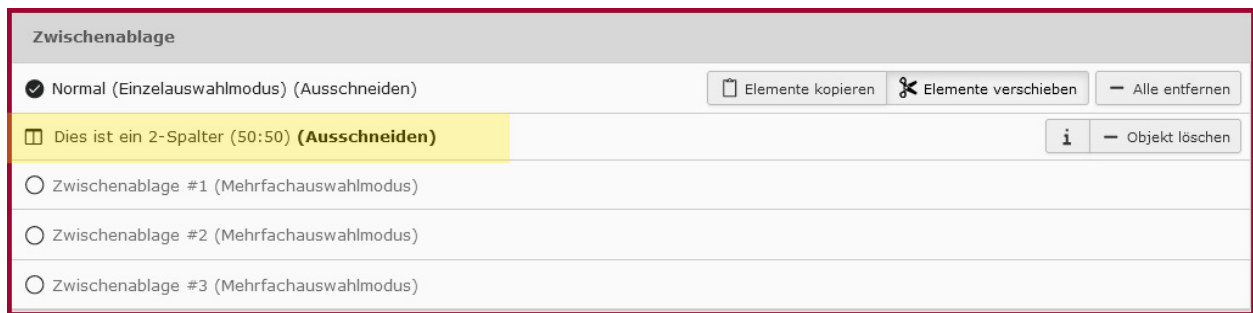 Zwischenablage
Normal (Einzelauswahlmodus) (Ausschneiden) Elemente kopieren Elemente verschieben Alle entfernen
Dies ist ein 2-Spalter (50:50) (Ausschneiden) i Objekt löschen
Zwischenablage #1 (Mehrfachauswahlmodus)
Zwischenablage #2 (Mehrfachauswahlmodus)
Zwischenablage #3 (Mehrfachauswahlmodus)